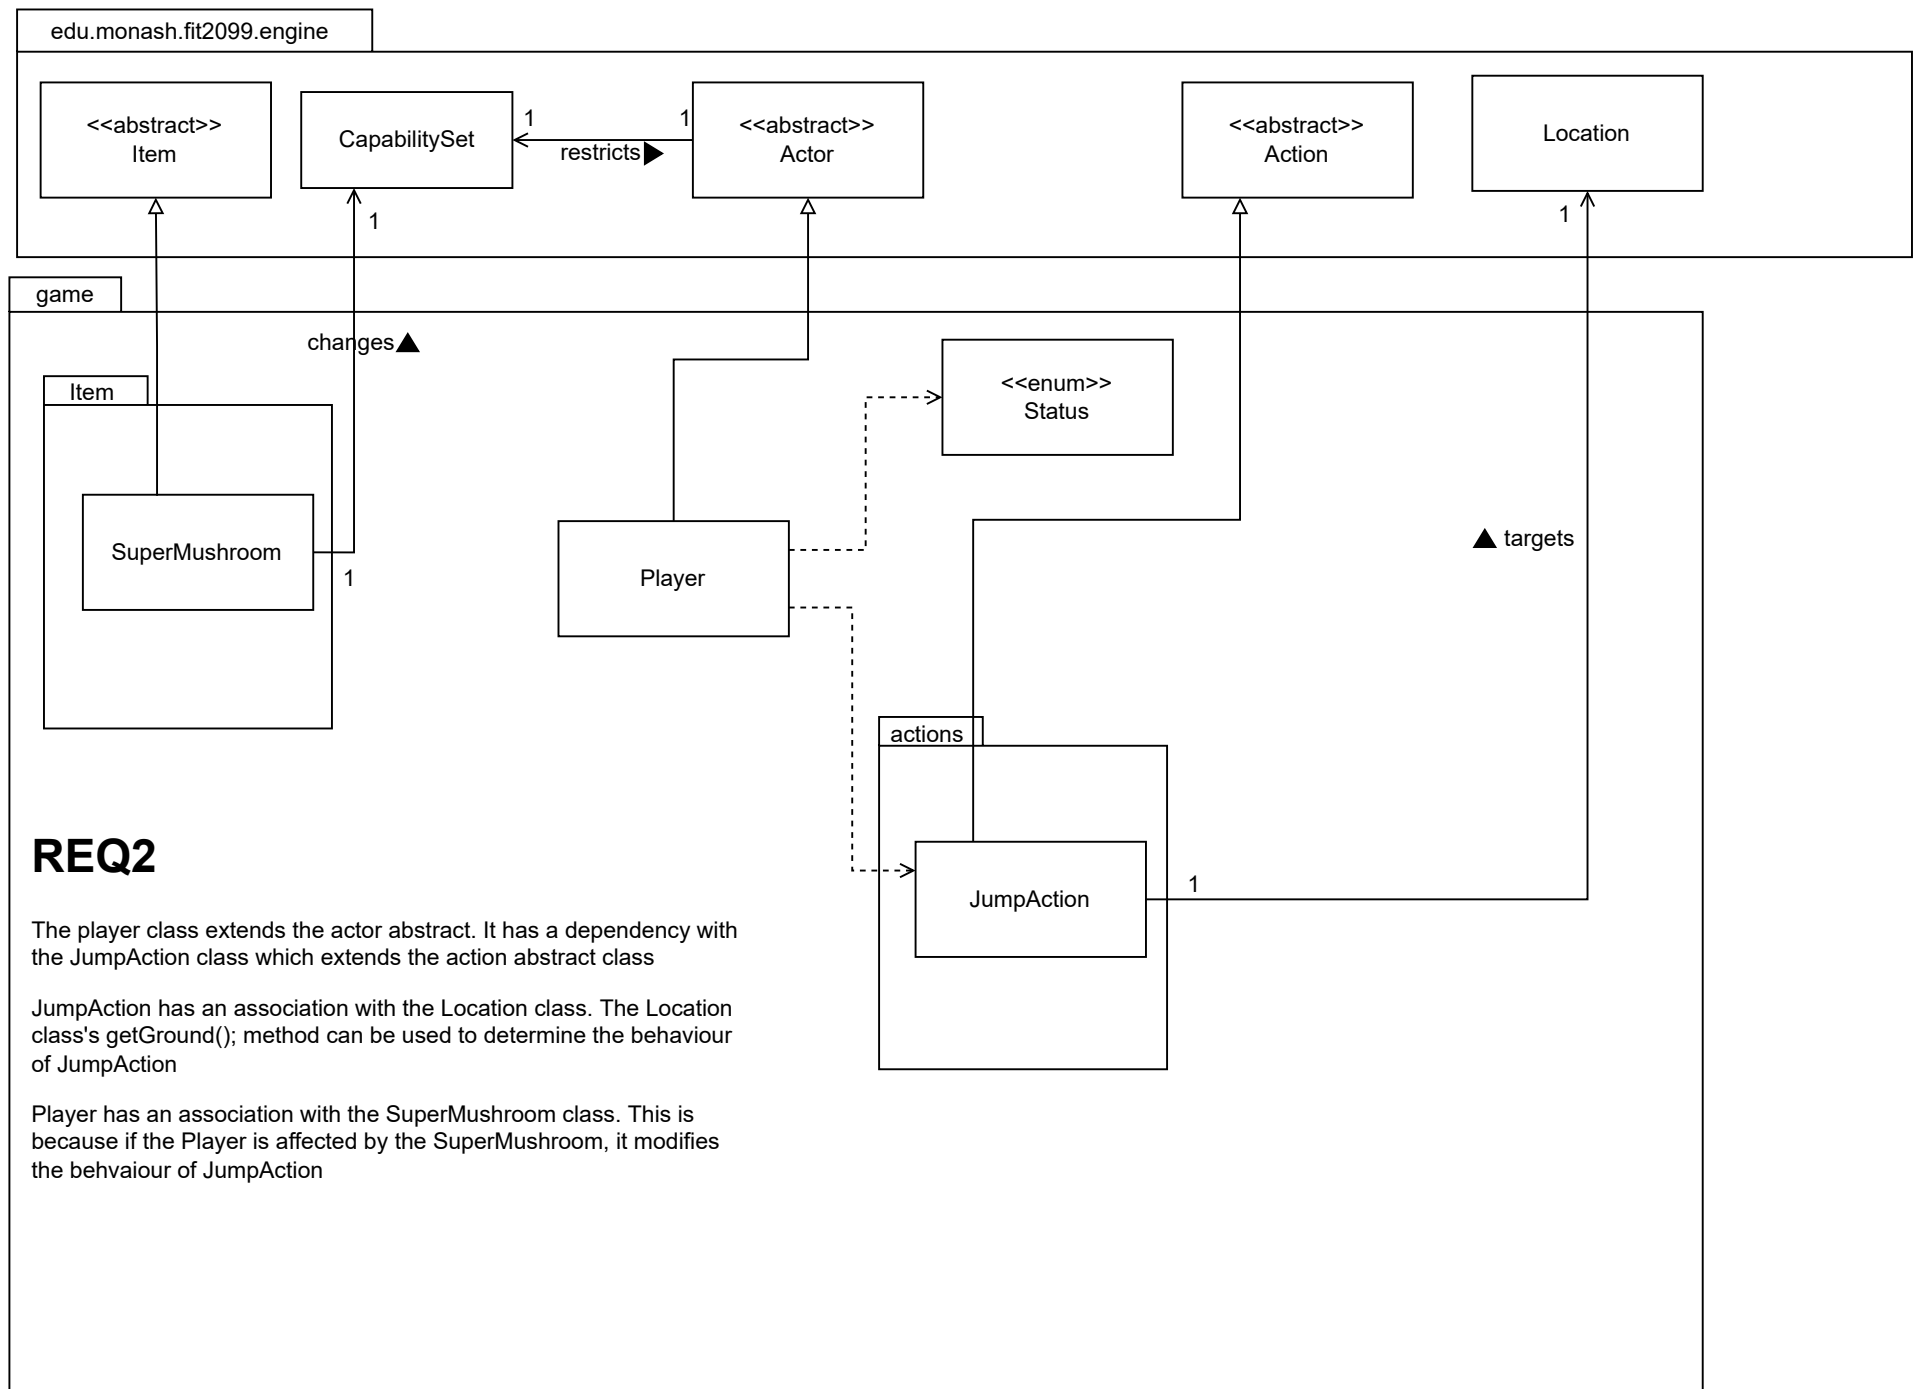 edu.monash.fit2099.engine
<<abstract>>
Item
CapabilitySet
1
1
restricts
<<abstract>>
Actor
<<abstract>>
Action
Location
1
1
game
changes
Item
<<enum>>
Status
SuperMushroom
1
Player
targets
actions
JumpAction
1
REQ2
The player class extends the actor abstract. It has a dependency with
the JumpAction class which extends the action abstract class
JumpAction has an association with the Location class. The Location
class's getGround(); method can be used to determine the behaviour
of JumpAction
Player has an association with the SuperMushroom class. This is
because if the Player is affected by the SuperMushroom, it modifies
the behvaiour of JumpAction